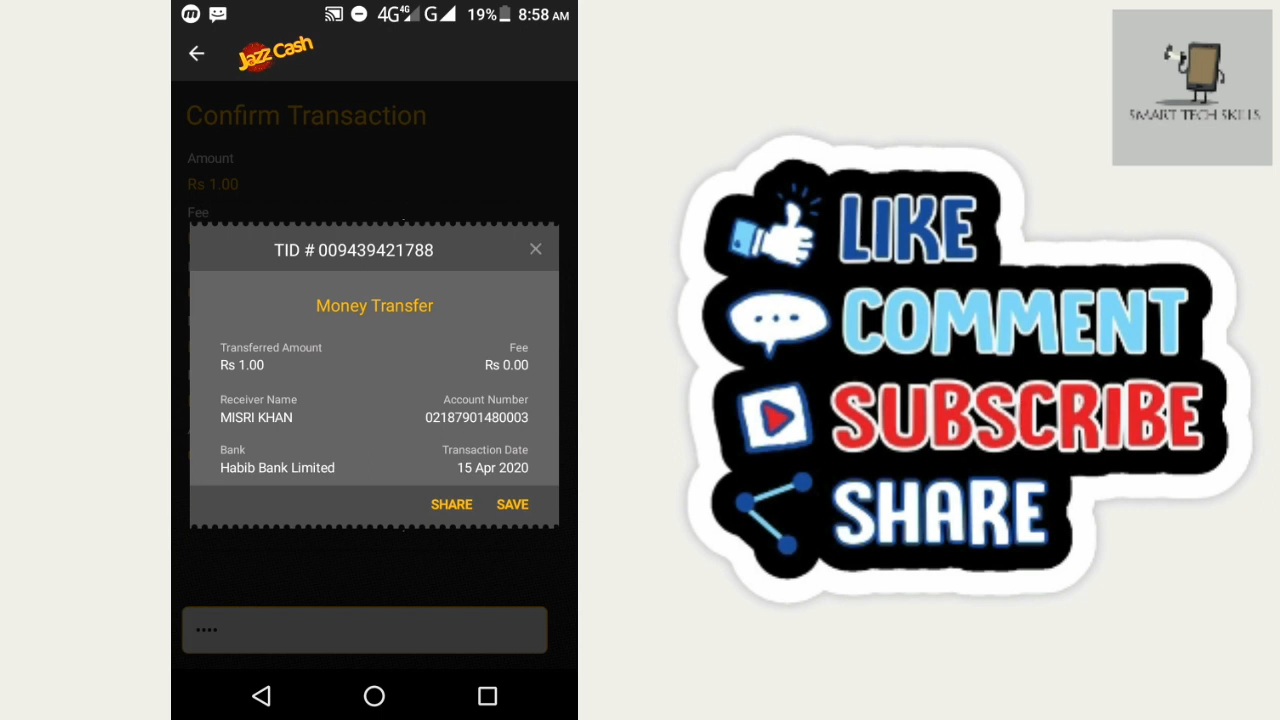 4G 4G G 19% 8:58 AM
Jazz Cash
Confirm Transaction
Amount
Rs 1.00
Fee
TID # 009439421788
Money Transfer
Transferred Amount Fee
Rs 1.00 Rs 0.00
Receiver Name Account Number
MISRI KHAN 02187901480003
Bank Transaction Date
Habib Bank Limited 15 Apr 2020
SHARE SAVE
SMART TECH SKILLS
LIKE
COMMENT
SUBSCRIBE
SHARE